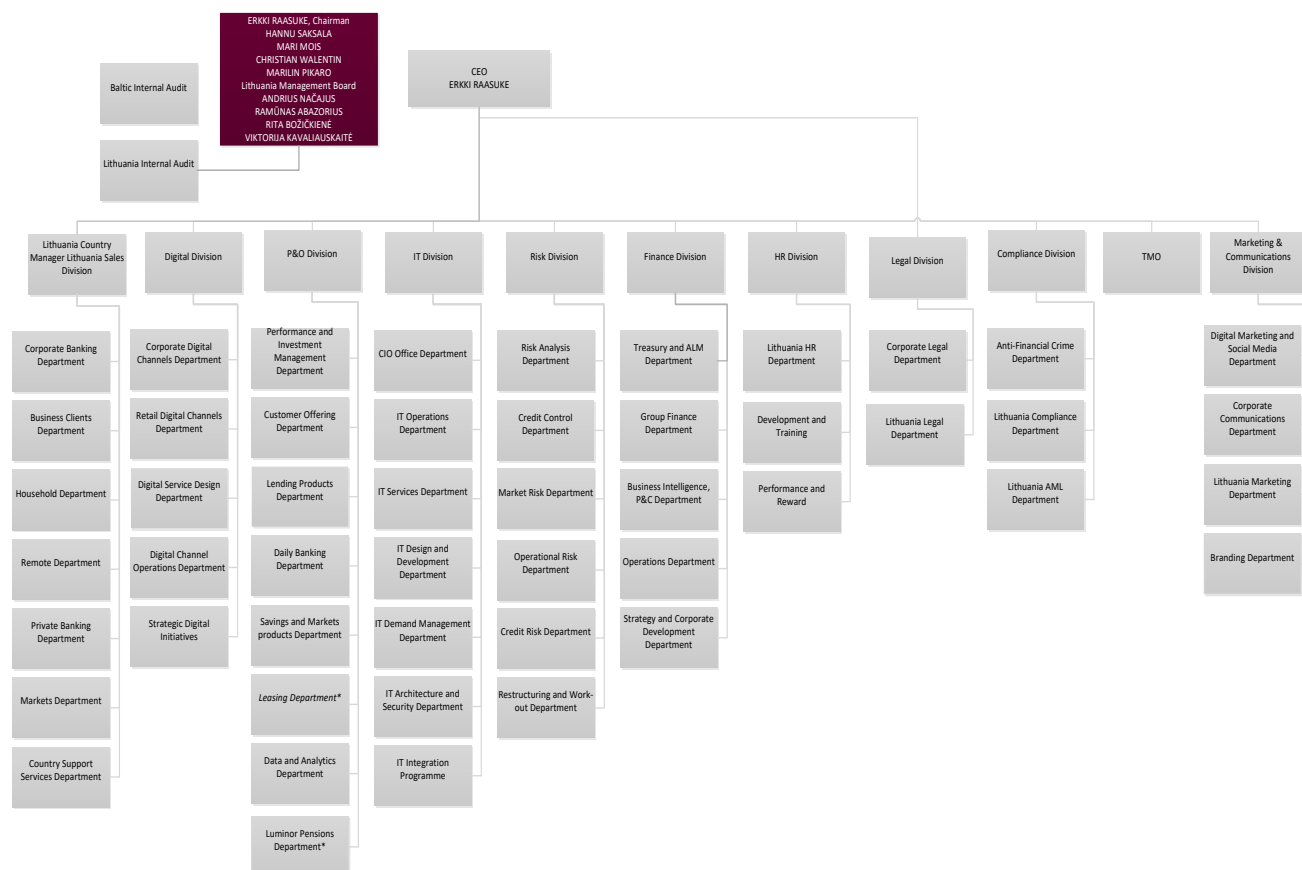 ERKKI RAASUKE, Chairman
HANNU SAKSALA
MARI MOIS
CHRISTIAN WALENTIN
MARILIN PIKARO
Lithuania Management Board
ANDRIUS NAČAJUS
RAMŪNAS ABAZORIUS
RITA BOŽIČKIENĖ
VIKTORIJA KAVALIAUSKAITĖ
CEO
ERKKI RAASUKE
Baltic Internal Audit
Lithuania Internal Audit
Lithuania Country
Manager Lithuania Sales
Division
Corporate Banking
Department
Business Clients
Department
Household Department
Remote Department
Private Banking
Department
Markets Department
Country Support
Services Department
Digital Division
Corporate Digital
Channels Department
Retail Digital Channels
Department
Digital Service Design
Department
Digital Channel
Operations Department
Strategic Digital
Initiatives
P&O Division
Performance and
Investment
Management
Department
Customer Offering
Department
Lending Products
Department
Daily Banking
Department
Savings and Markets
products Department
Leasing Department*
Data and Analytics
Department
Luminor Pensions
Department*
IT Division
CIO Office Department
IT Operations
Department
IT Services Department
IT Design and
Development
Department
IT Demand Management
Department
IT Architecture and
Security Department
IT Integration
Programme
Risk Division
Risk Analysis
Department
Credit Control
Department
Market Risk Department
Operational Risk
Department
Credit Risk Department
Restructuring and Work-
out Department
Finance Division
Treasury and ALM
Department
Group Finance
Department
Business Intelligence,
P&C Department
Operations Department
Strategy and Corporate
Development
Department
HR Division
Lithuania HR
Department
Development and
Training
Performance and
Reward
Legal Division
Corporate Legal
Department
Lithuania Legal
Department
Compliance Division
Anti-Financial Crime
Department
Lithuania Compliance
Department
Lithuania AML
Department
TMO
Marketing &
Communications
Division
Digital Marketing and
Social Media
Department
Corporate
Communications
Department
Lithuania Marketing
Department
Branding Department